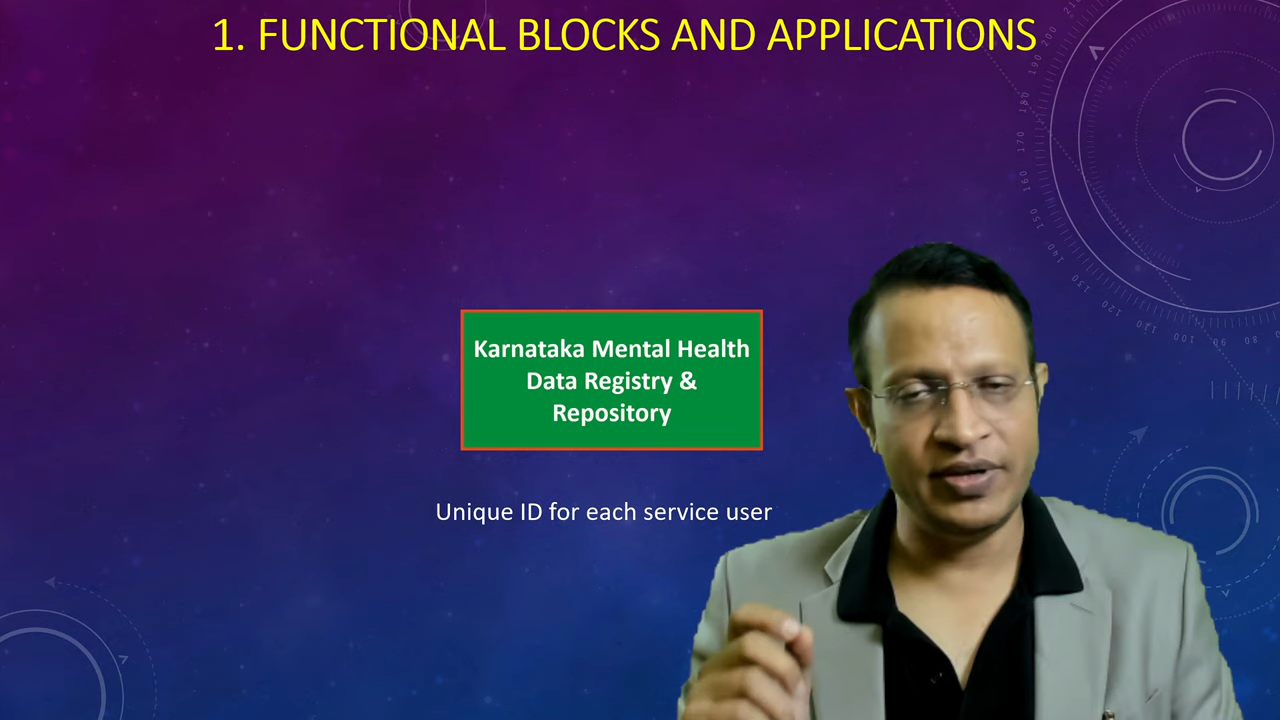 1. FUNCTIONAL BLOCKS AND APPLICATIONS
Karnataka Mental Health
Data Registry &
Repository
Unique ID for each service user